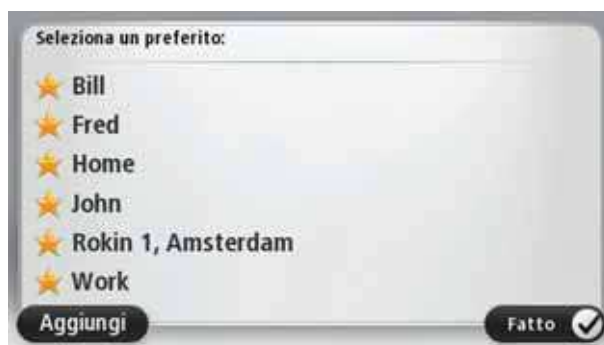 Seleziona un preferito:
Bill
Fred
Home
John
Rokin 1, Amsterdam
Work
Aggiungi
Fatto